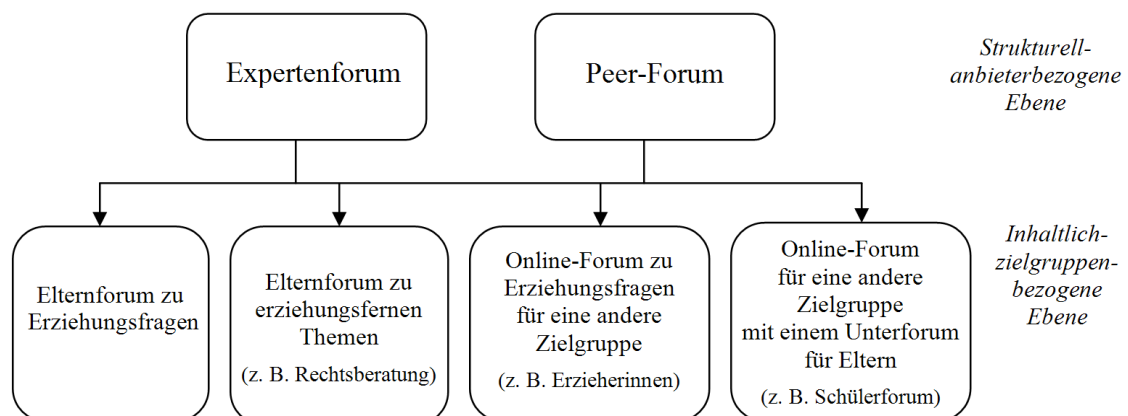 Expertenforum
Peer-Forum
Strukturell-
anbieterbezogene
Ebene
Elternforum zu
Erziehungsfragen
Elternforum zu
erziehungsfernen
Themen
(z. B. Rechtsberatung)
Online-Forum zu
Erziehungsfragen
für eine andere
Zielgruppe
(z. B. Erzieherinnen)
Online-Forum
für eine andere
Zielgruppe
mit einem Unterforum
für Eltern
(z. B. Schülerforum)
Inhaltlich-
zielgruppen-
bezogene
Ebene